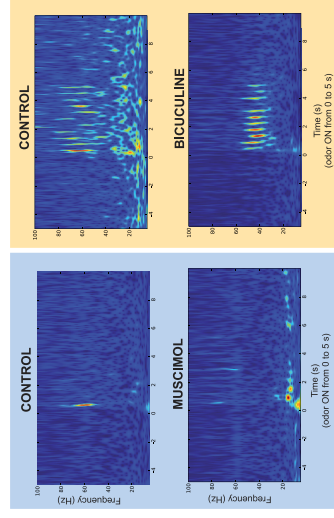 CONTROL
Frequency (Hz)
100
80
60
40
20
-4 -2 0 2 4 6 8
MUSCIMOL
Frequency (Hz)
100
80
60
40
20
-4 -2 0 2 4 6 8
Time (s)
(odor ON from 0 to 5 s)
CONTROL
100
80
60
40
20
-4 -2 0 2 4 6 8
BICUCULINE
100
80
60
40
20
-4 -2 0 2 4 6 8
Time (s)
(odor ON from 0 to 5 s)